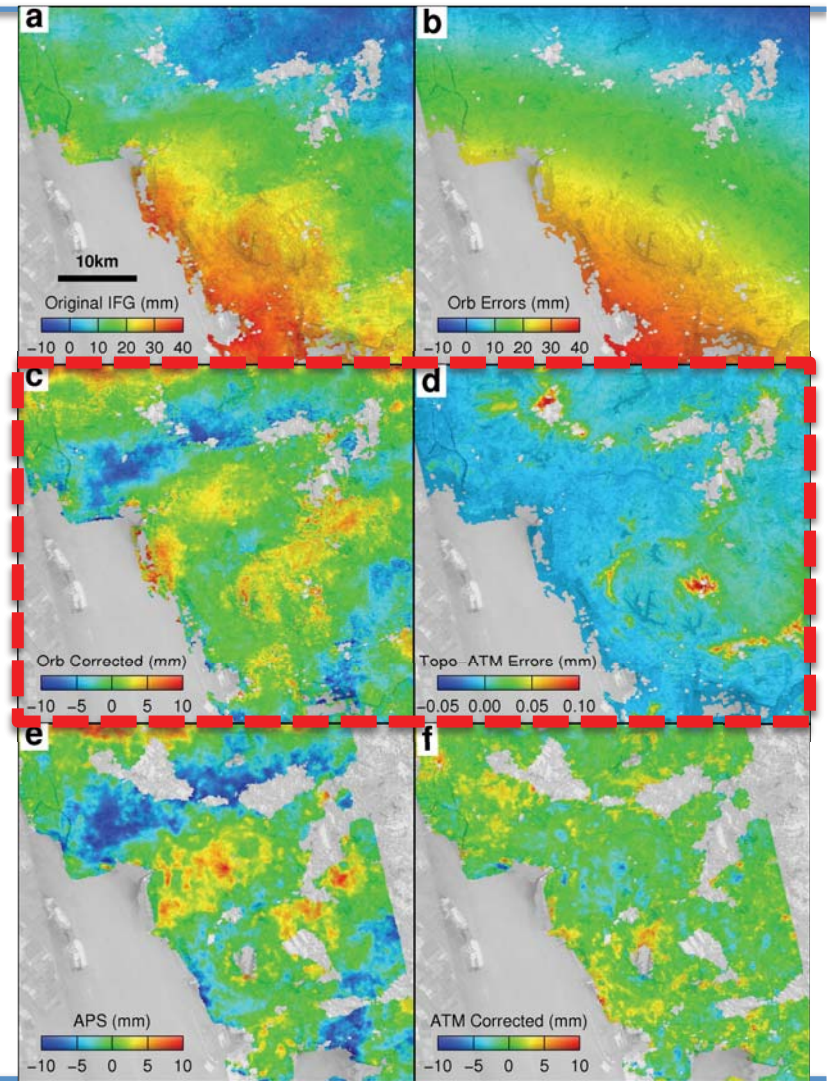 a
b
10km
Original IFG (mm)
−10 0 10 20 30 40
Orb Errors (mm)
−10 0 10 20 30 40
c
d
Orb Corrected (mm)
−10 −5 0 5 10
Topo−ATM Errors (mm)
−0.05 0.00 0.05 0.10
e
f
APS (mm)
−10 −5 0 5 10
ATM Corrected (mm)
−10 −5 0 5 10